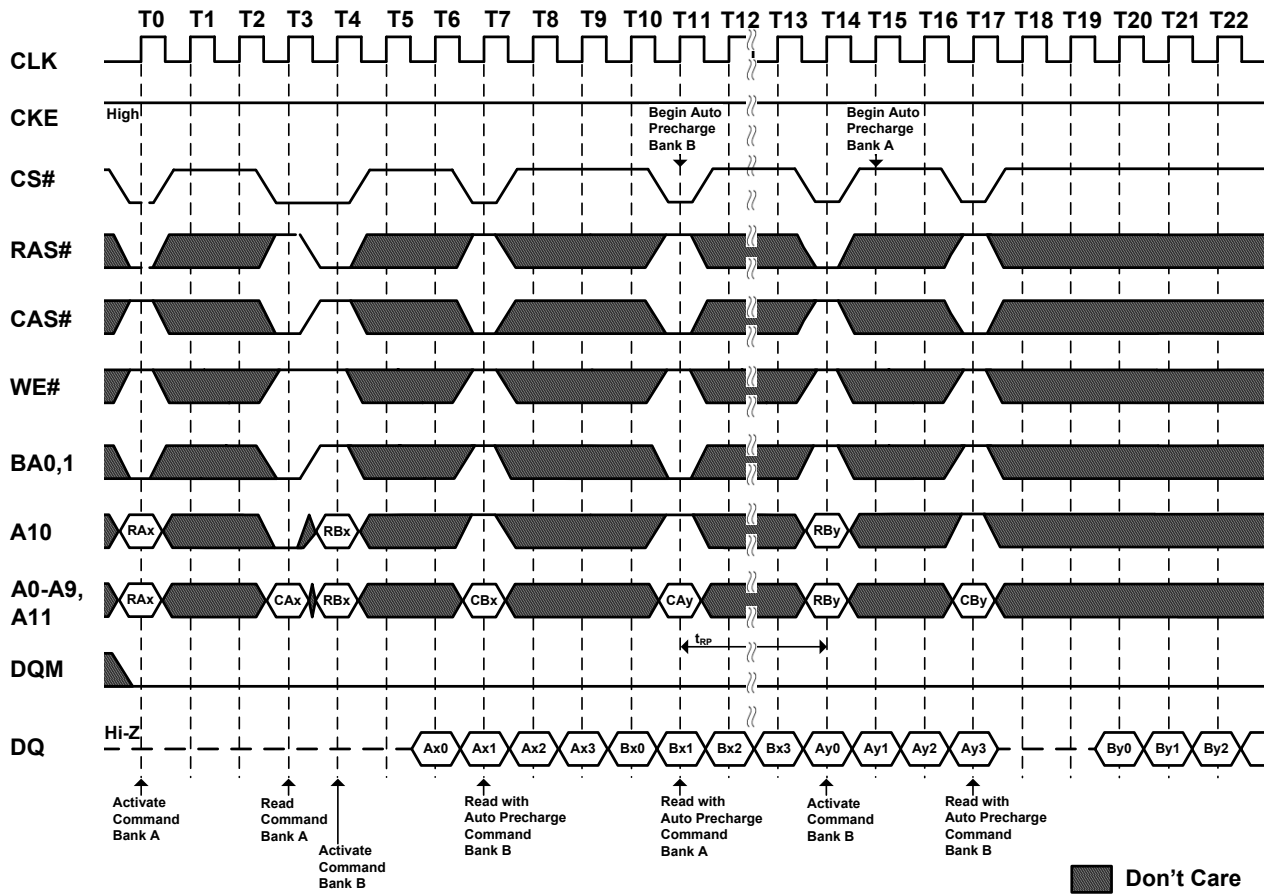 T0 T1 T2 T3 T4 T5 T6 T7 T8 T9 T10 T11 T12 T13 T14 T15 T16 T17 T18 T19 T20 T21 T22
CLK
CKE
High
Begin Auto
Precharge
Bank B
Begin Auto
Precharge
Bank A
CS#
RAS#
CAS#
WE#
BA0,1
A10
RAx
RBx
RBy
A0-A9,
A11
RAx
CAx
RBx
CBx
CAy
RBy
CBy
tRP
DQM
DQ
Hi-Z
Ax0
Ax1
Ax2
Ax3
Bx0
Bx1
Bx2
Bx3
Ay0
Ay1
Ay2
Ay3
By0
By1
By2
Activate
Command
Bank A
Read
Command
Bank A
Activate
Command
Bank B
Read with
Auto Precharge
Command
Bank B
Read with
Auto Precharge
Command
Bank A
Activate
Command
Bank B
Read with
Auto Precharge
Command
Bank B
Don't Care